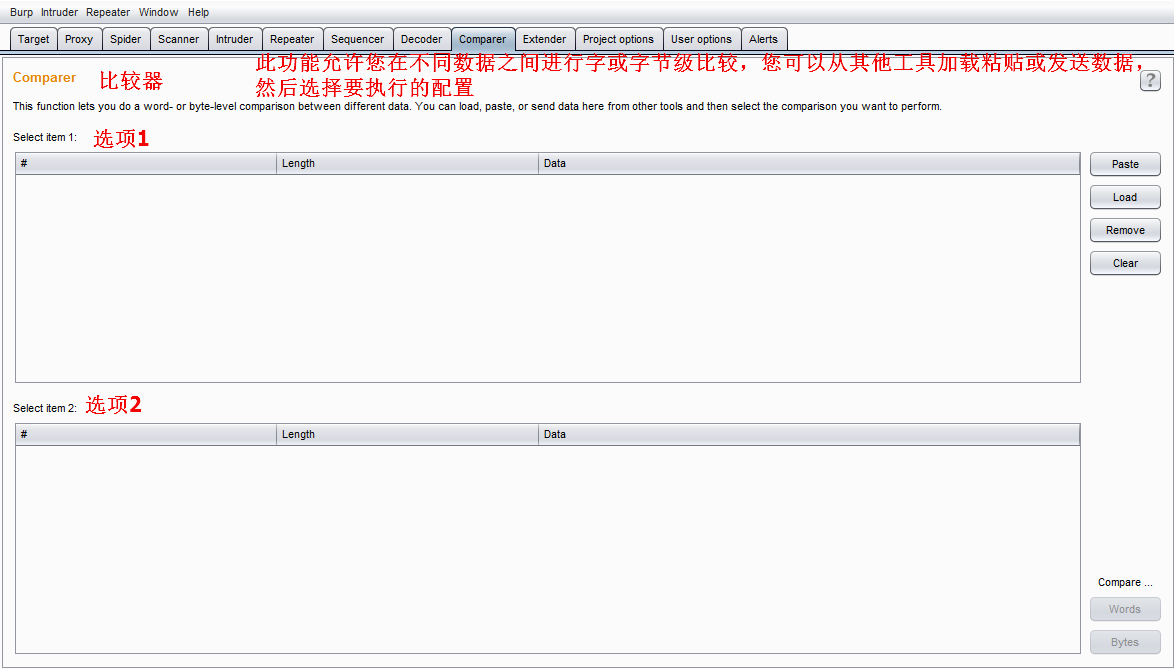 Burp Intruder Repeater Window Help
Target Proxy Spider Scanner Intruder Repeater Sequencer Decoder Comparer Extender Project options User options Alerts
此功能允许您在不同数据之间进行字或字节级比较，您可以从其他工具加载粘贴或发送数据，
然后选择要执行的配置
Comparer 比较器
?
This function lets you do a word- or byte-level comparison between different data. You can load, paste, or send data here from other tools and then select the comparison you want to perform.
Select item 1: 选项1
# Length Data
Paste
Load
Remove
Clear
Select item 2: 选项2
# Length Data
Compare ...
Words
Bytes